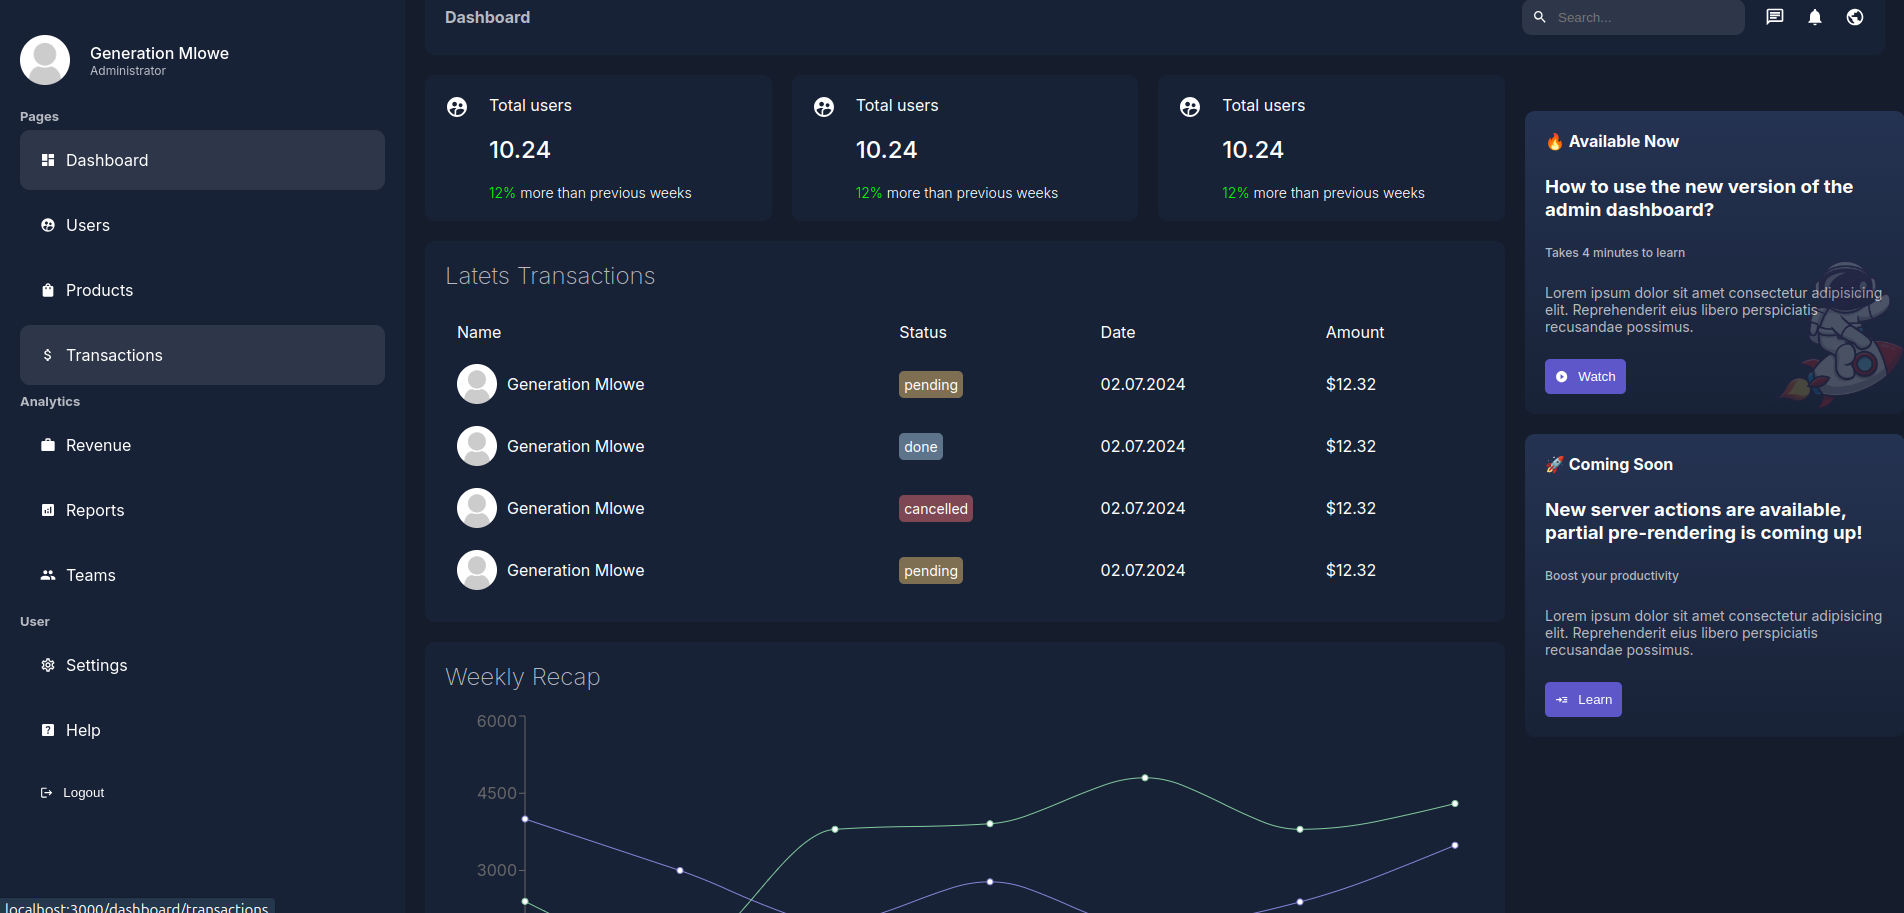 Generation Mlowe
Administrator
Pages
Dashboard
Users
Products
Transactions
Analytics
Revenue
Reports
Teams
User
Settings
Help
Logout
localhost:3000/dashboard/transactions
Dashboard
Search...
Total users
10.24
12% more than previous weeks
Total users
10.24
12% more than previous weeks
Total users
10.24
12% more than previous weeks
Latets Transactions
Name Status Date Amount
Generation Mlowe pending 02.07.2024 $12.32
Generation Mlowe done 02.07.2024 $12.32
Generation Mlowe cancelled 02.07.2024 $12.32
Generation Mlowe pending 02.07.2024 $12.32
Weekly Recap
6000
4500
3000
🔥 Available Now
How to use the new version of the
admin dashboard?
Takes 4 minutes to learn
Lorem ipsum dolor sit amet consectetur adipisicing
elit. Reprehenderit eius libero perspiciatis
recusandae possimus.
Watch
🚀 Coming Soon
New server actions are available,
partial pre-rendering is coming up!
Boost your productivity
Lorem ipsum dolor sit amet consectetur adipisicing
elit. Reprehenderit eius libero perspiciatis
recusandae possimus.
Learn